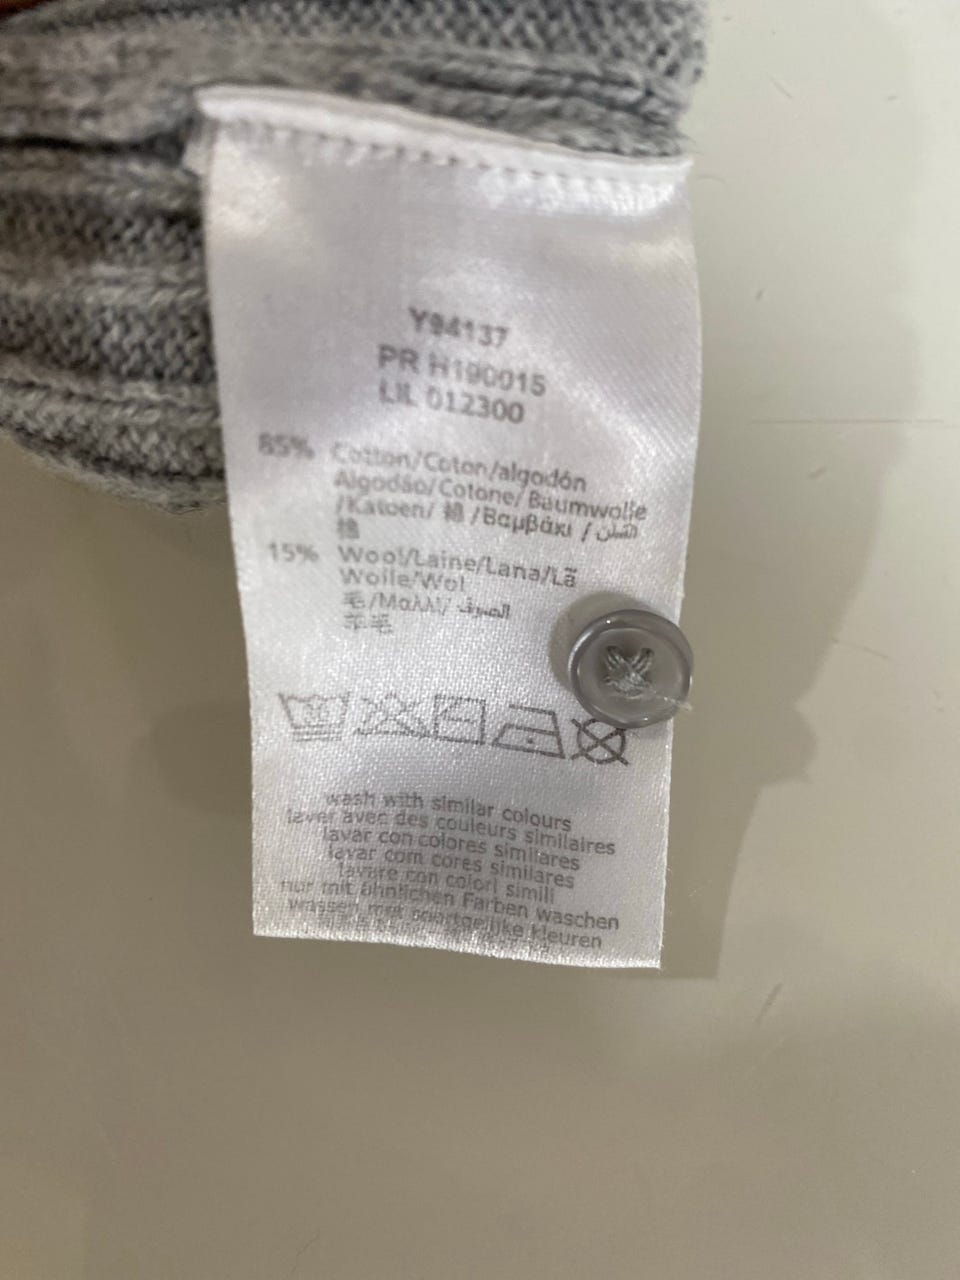 Y94137
PR H190015
LIL 012300
85% Cotton/Coton/algodón
Algodão/Cotone/ Baumwolle
/Katoen/ 綿 /Βαμβάκι / القطن
棉
15% Wool/Laine/Lana/Lã
Wolle/Wol
毛/Μαλλί/ الصوف
羊毛
wash with similar colours
laver avec des couleurs similaires
lavar con colores similares
lavar com cores similares
lavare con colori simili
nur mit ähnlichen Farben waschen
wassen met soortgelijke kleuren